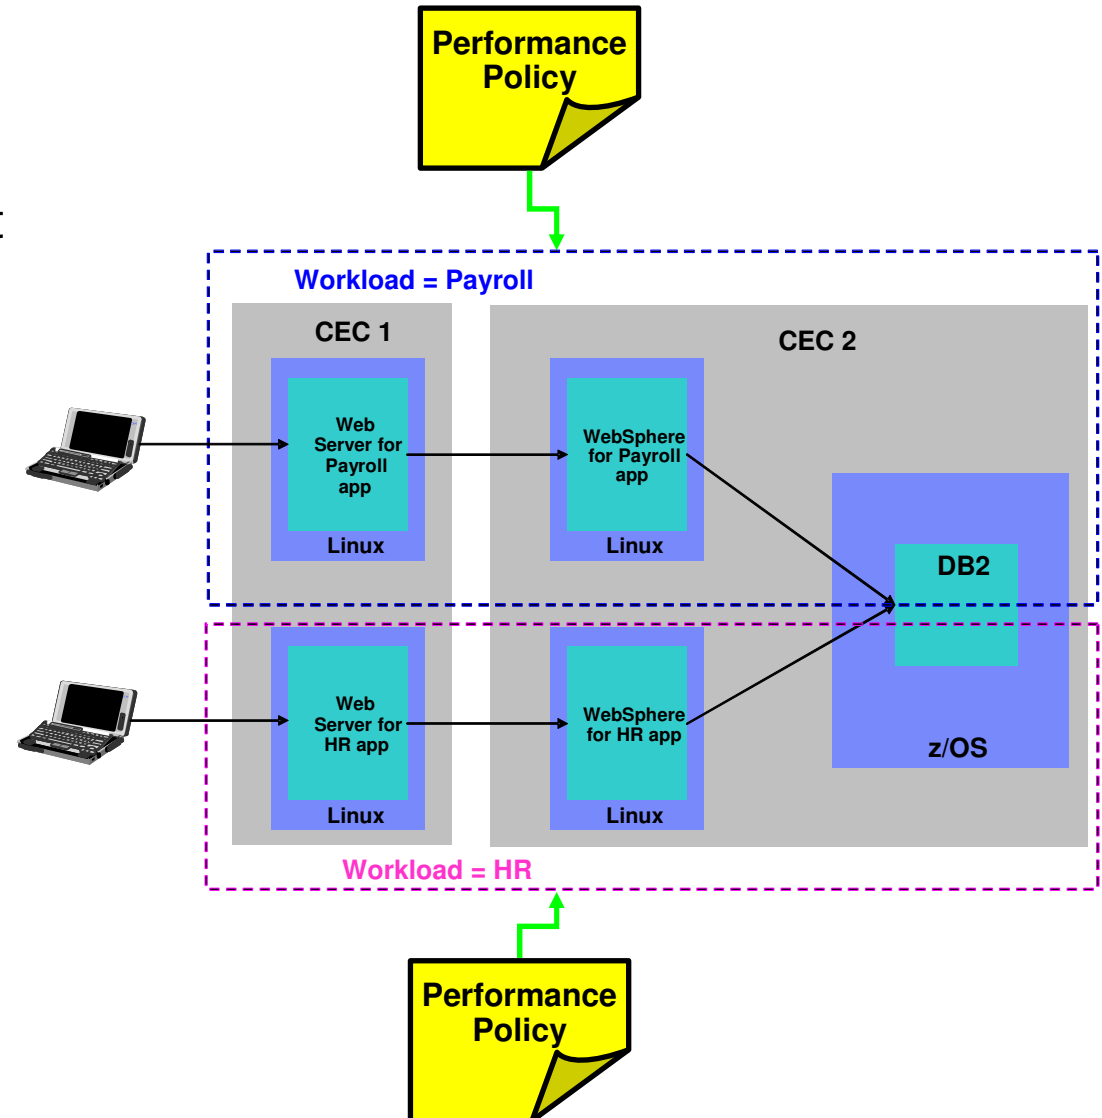 Performance
Policy
Workload = Payroll
CEC 1
CEC 2
Web
Server for
Payroll
app
Linux
WebSphere
for Payroll
app
Linux
DB2
z/OS
Web
Server for
HR app
Linux
WebSphere
for HR app
Linux
Workload = HR
Performance
Policy